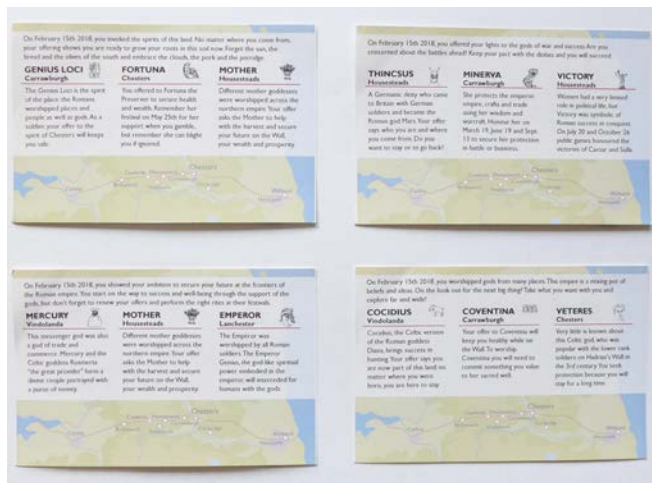 On February 15th 2018, you invoked the spirits of this land. No matter where you come from,
your offering shows you are ready to grow your roots in this soil now. Forget the sun, the
bread and the olives of the south and embrace the clouds, the pork and the porridge.
GENIUS LOCI
Carrawburgh
The Genius Loci is the spirit
of the place the Romans
worshipped places and
people as well as gods. As a
soldier, your offer to the
spirit of Chesters will keep
you safe.
FORTUNA
Chesters
You offered to Fortuna the
Preserver to secure health
and wealth. Remember her
festival on May 25th for her
support when you gamble,
but remember she can blight
you if ignored.
MOTHER
Housesteads
Different mother goddesses
were worshipped across the
northern empire. Your offer
asks the Mother to help
with the harvest and secure
your future on the Wall,
your wealth and prosperity.
Chesters
On February 15th 2018, you offered your lights to the gods of war and success. Are you
concerned about the battles ahead? Keep your pact with the deities and you will succeed.
THINCSUS
Housesteads
A Germanic deity who came
to Britain with German
soldiers and became the
Roman god Mars. Your offer
says who you are and where
you come from. Do you
want to stay or to go back?
MINERVA
Carrawburgh
She protects the emperor,
empire, crafts and trade
using her wisdom and
warcraft. Honour her on
March 19, June 19 and Sept
13 to secure her protection
in battle or business.
VICTORY
Housesteads
Women had a very limited
role in political life, but
Victory was symbolic of
Roman success in conquest.
On July 20 and October 26
public games honoured the
victories of Caesar and Sulla.
Chesters
On February 15th 2018, you showed your ambition to secure your future at the frontiers of
the Roman empire. You start on the way to success and well-being through the support of the
gods, but don't forget to renew your offers and perform the right rites at their festivals.
MERCURY
Vindolanda
This messenger god was also
a god of trade and
commerce. Mercury and the
Celtic goddess Rosmerta
"the great provider" form a
divine couple portrayed with
a purse of money.
MOTHER
Housesteads
Different mother goddesses
were worshipped across the
northern empire. Your offer
asks the Mother to help
with the harvest and secure
your future on the Wall,
your wealth and prosperity.
EMPEROR
Lanchester
The Emperor was
worshipped by all Roman
soldiers. The Emperor
Genius, the god-like spiritual
power embodied in the
emperor, will interceded for
humans with the gods.
Chesters
On February 15th 2018, you worshipped gods from many places. This empire is a mixing pot of
beliefs and ideas. On the look out for the next big thing? Take what you want with you and
explore far and wide!
COCIDIUS
Vindolanda
Cocidius, the Celtic version
of the Roman goddess
Diana, brings success in
hunting. Your offer says you
are now part of this land, no
matter where you were
born, you are here to stay.
COVENTINA
Carrawburgh
Your offer to Coventina will
keep you healthy while on
the Wall. To worship
Coventina you will need to
commit something you value
to her sacred well.
VETERES
Chesters
Very little is known about
this Celtic god, who was
popular with the lower rank
soldiers on Hadrian's Wall in
the 3rd century. You seek
protection because you will
stay for a long time.
Chesters